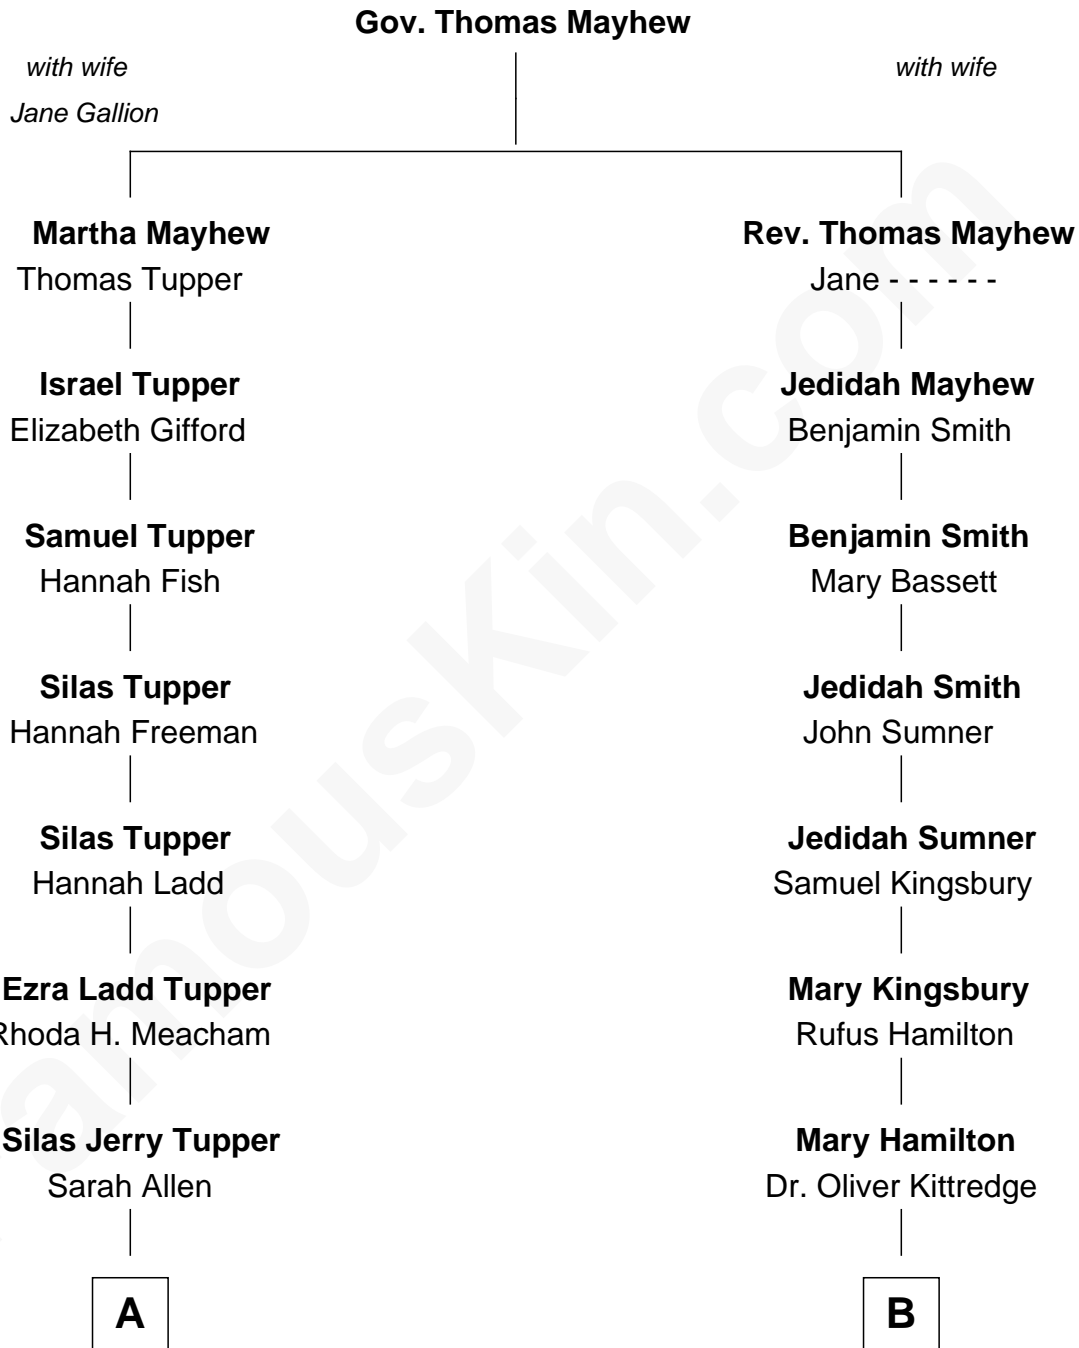 Gov. Thomas Mayhew
with wife
Jane Gallion
with wife
Martha Mayhew
Thomas Tupper
Rev. Thomas Mayhew
Jane - - - - - -
Israel Tupper
Elizabeth Gifford
Jedidah Mayhew
Benjamin Smith
Samuel Tupper
Hannah Fish
Benjamin Smith
Mary Bassett
Silas Tupper
Hannah Freeman
Jedidah Smith
John Sumner
Silas Tupper
Hannah Ladd
Jedidah Sumner
Samuel Kingsbury
Ezra Ladd Tupper
Rhoda H. Meacham
Mary Kingsbury
Rufus Hamilton
Silas Jerry Tupper
Sarah Allen
Mary Hamilton
Dr. Oliver Kittredge
A
B
amouskin.com